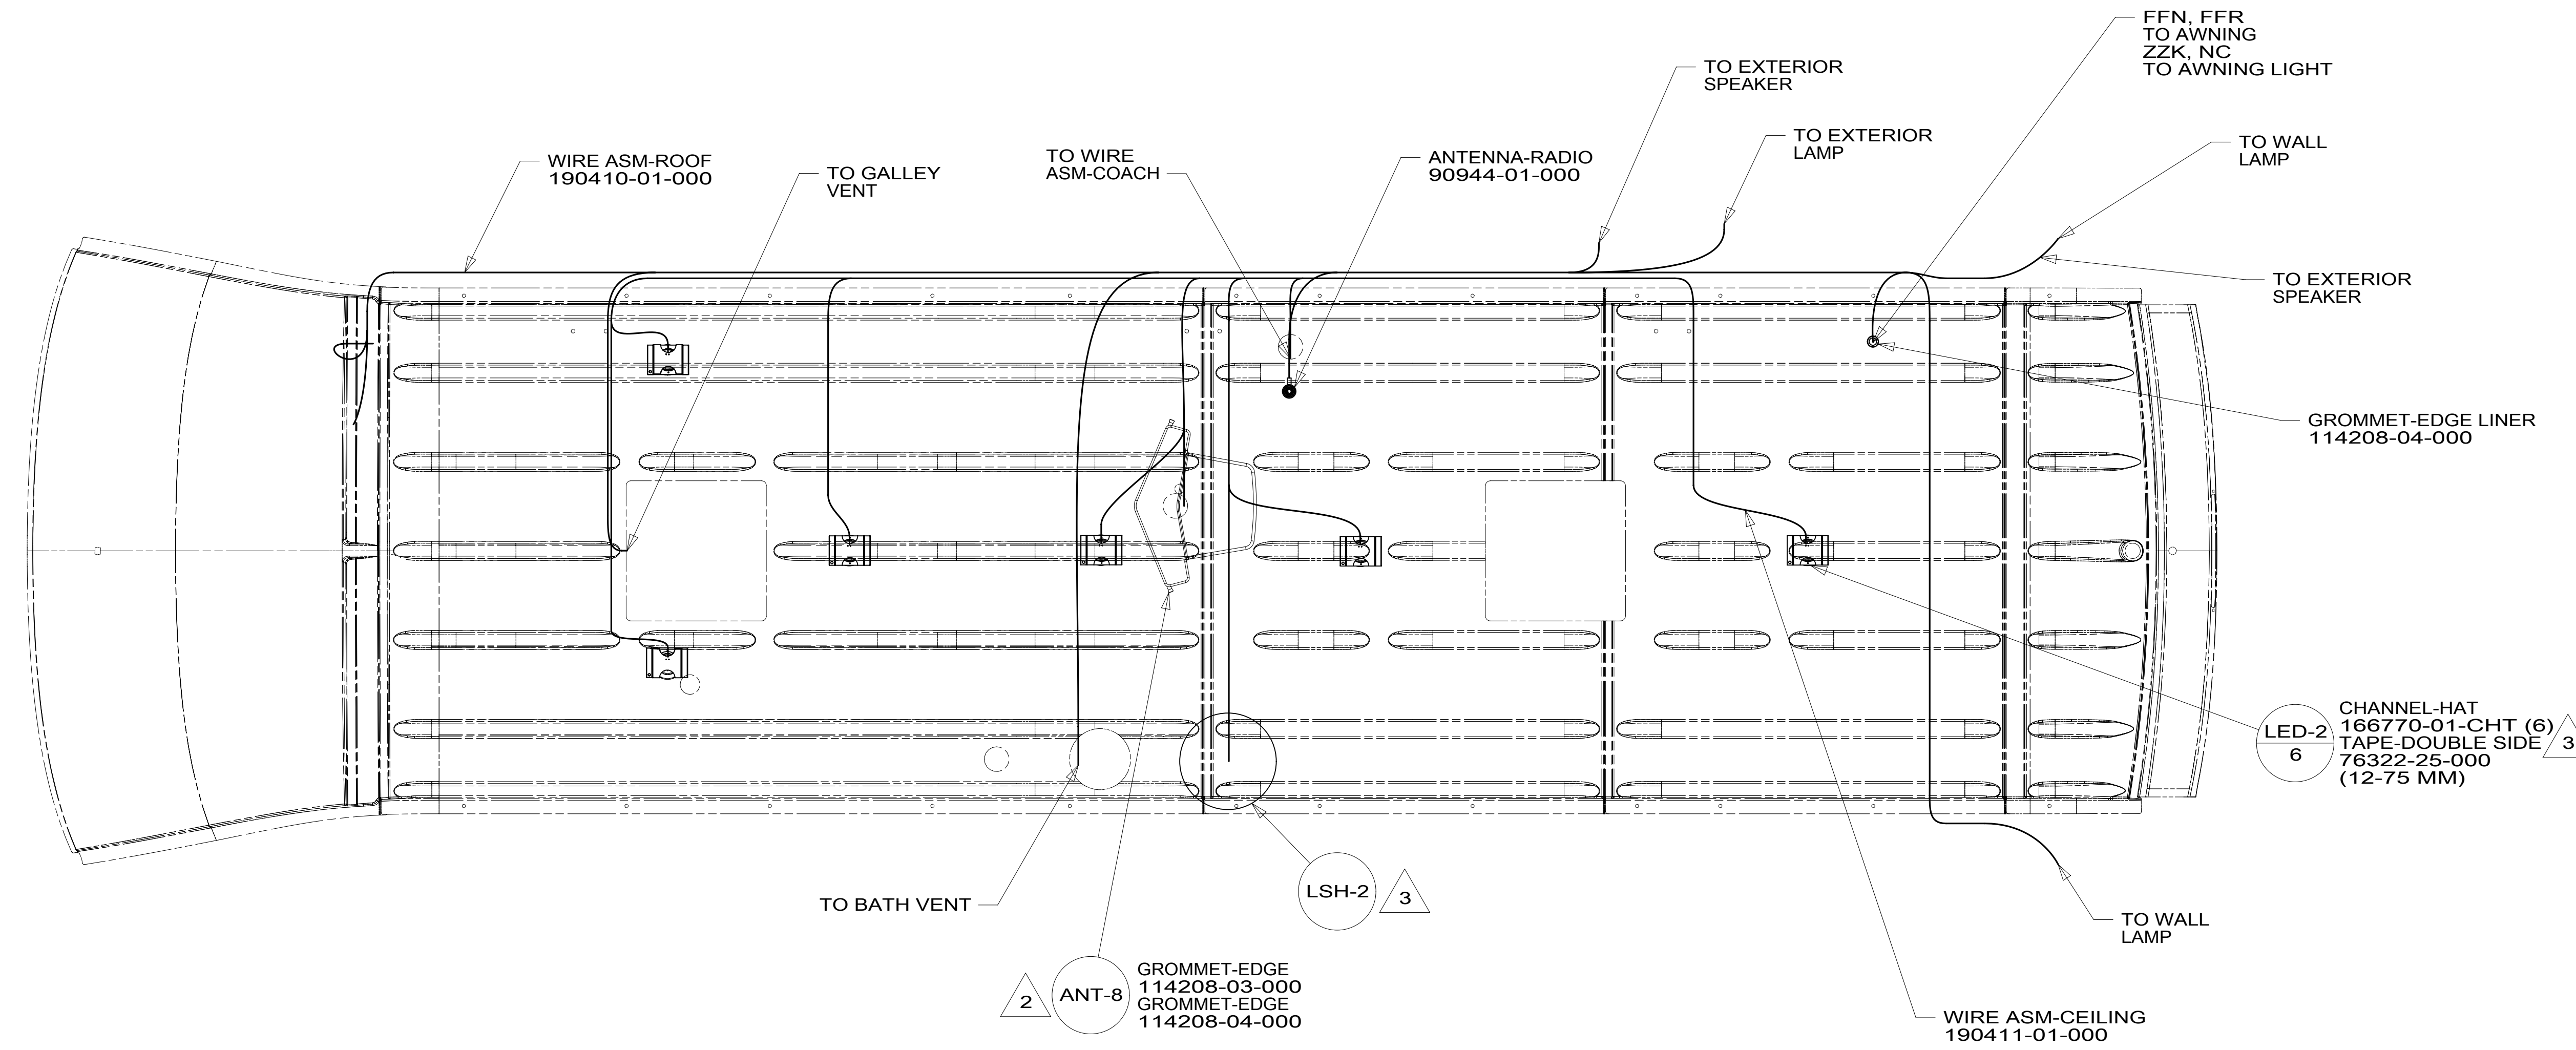 FFN, FFR
TO AWNING
ZZK, NC
TO AWNING LIGHT
TO EXTERIOR
SPEAKER
TO EXTERIOR
LAMP
TO WALL
LAMP
WIRE ASM-ROOF
190410-01-000
TO GALLEY
VENT
TO WIRE
ASM-COACH
ANTENNA-RADIO
90944-01-000
TO EXTERIOR
SPEAKER
GROMMET-EDGE LINER
114208-04-000
LED-2
6
CHANNEL-HAT
166770-01-CHT (6)
TAPE-DOUBLE SIDE
76322-25-000
(12-75 MM)
3
TO BATH VENT
LSH-2
3
TO WALL
LAMP
2
ANT-8
GROMMET-EDGE
114208-03-000
GROMMET-EDGE
114208-04-000
WIRE ASM-CEILING
190411-01-000